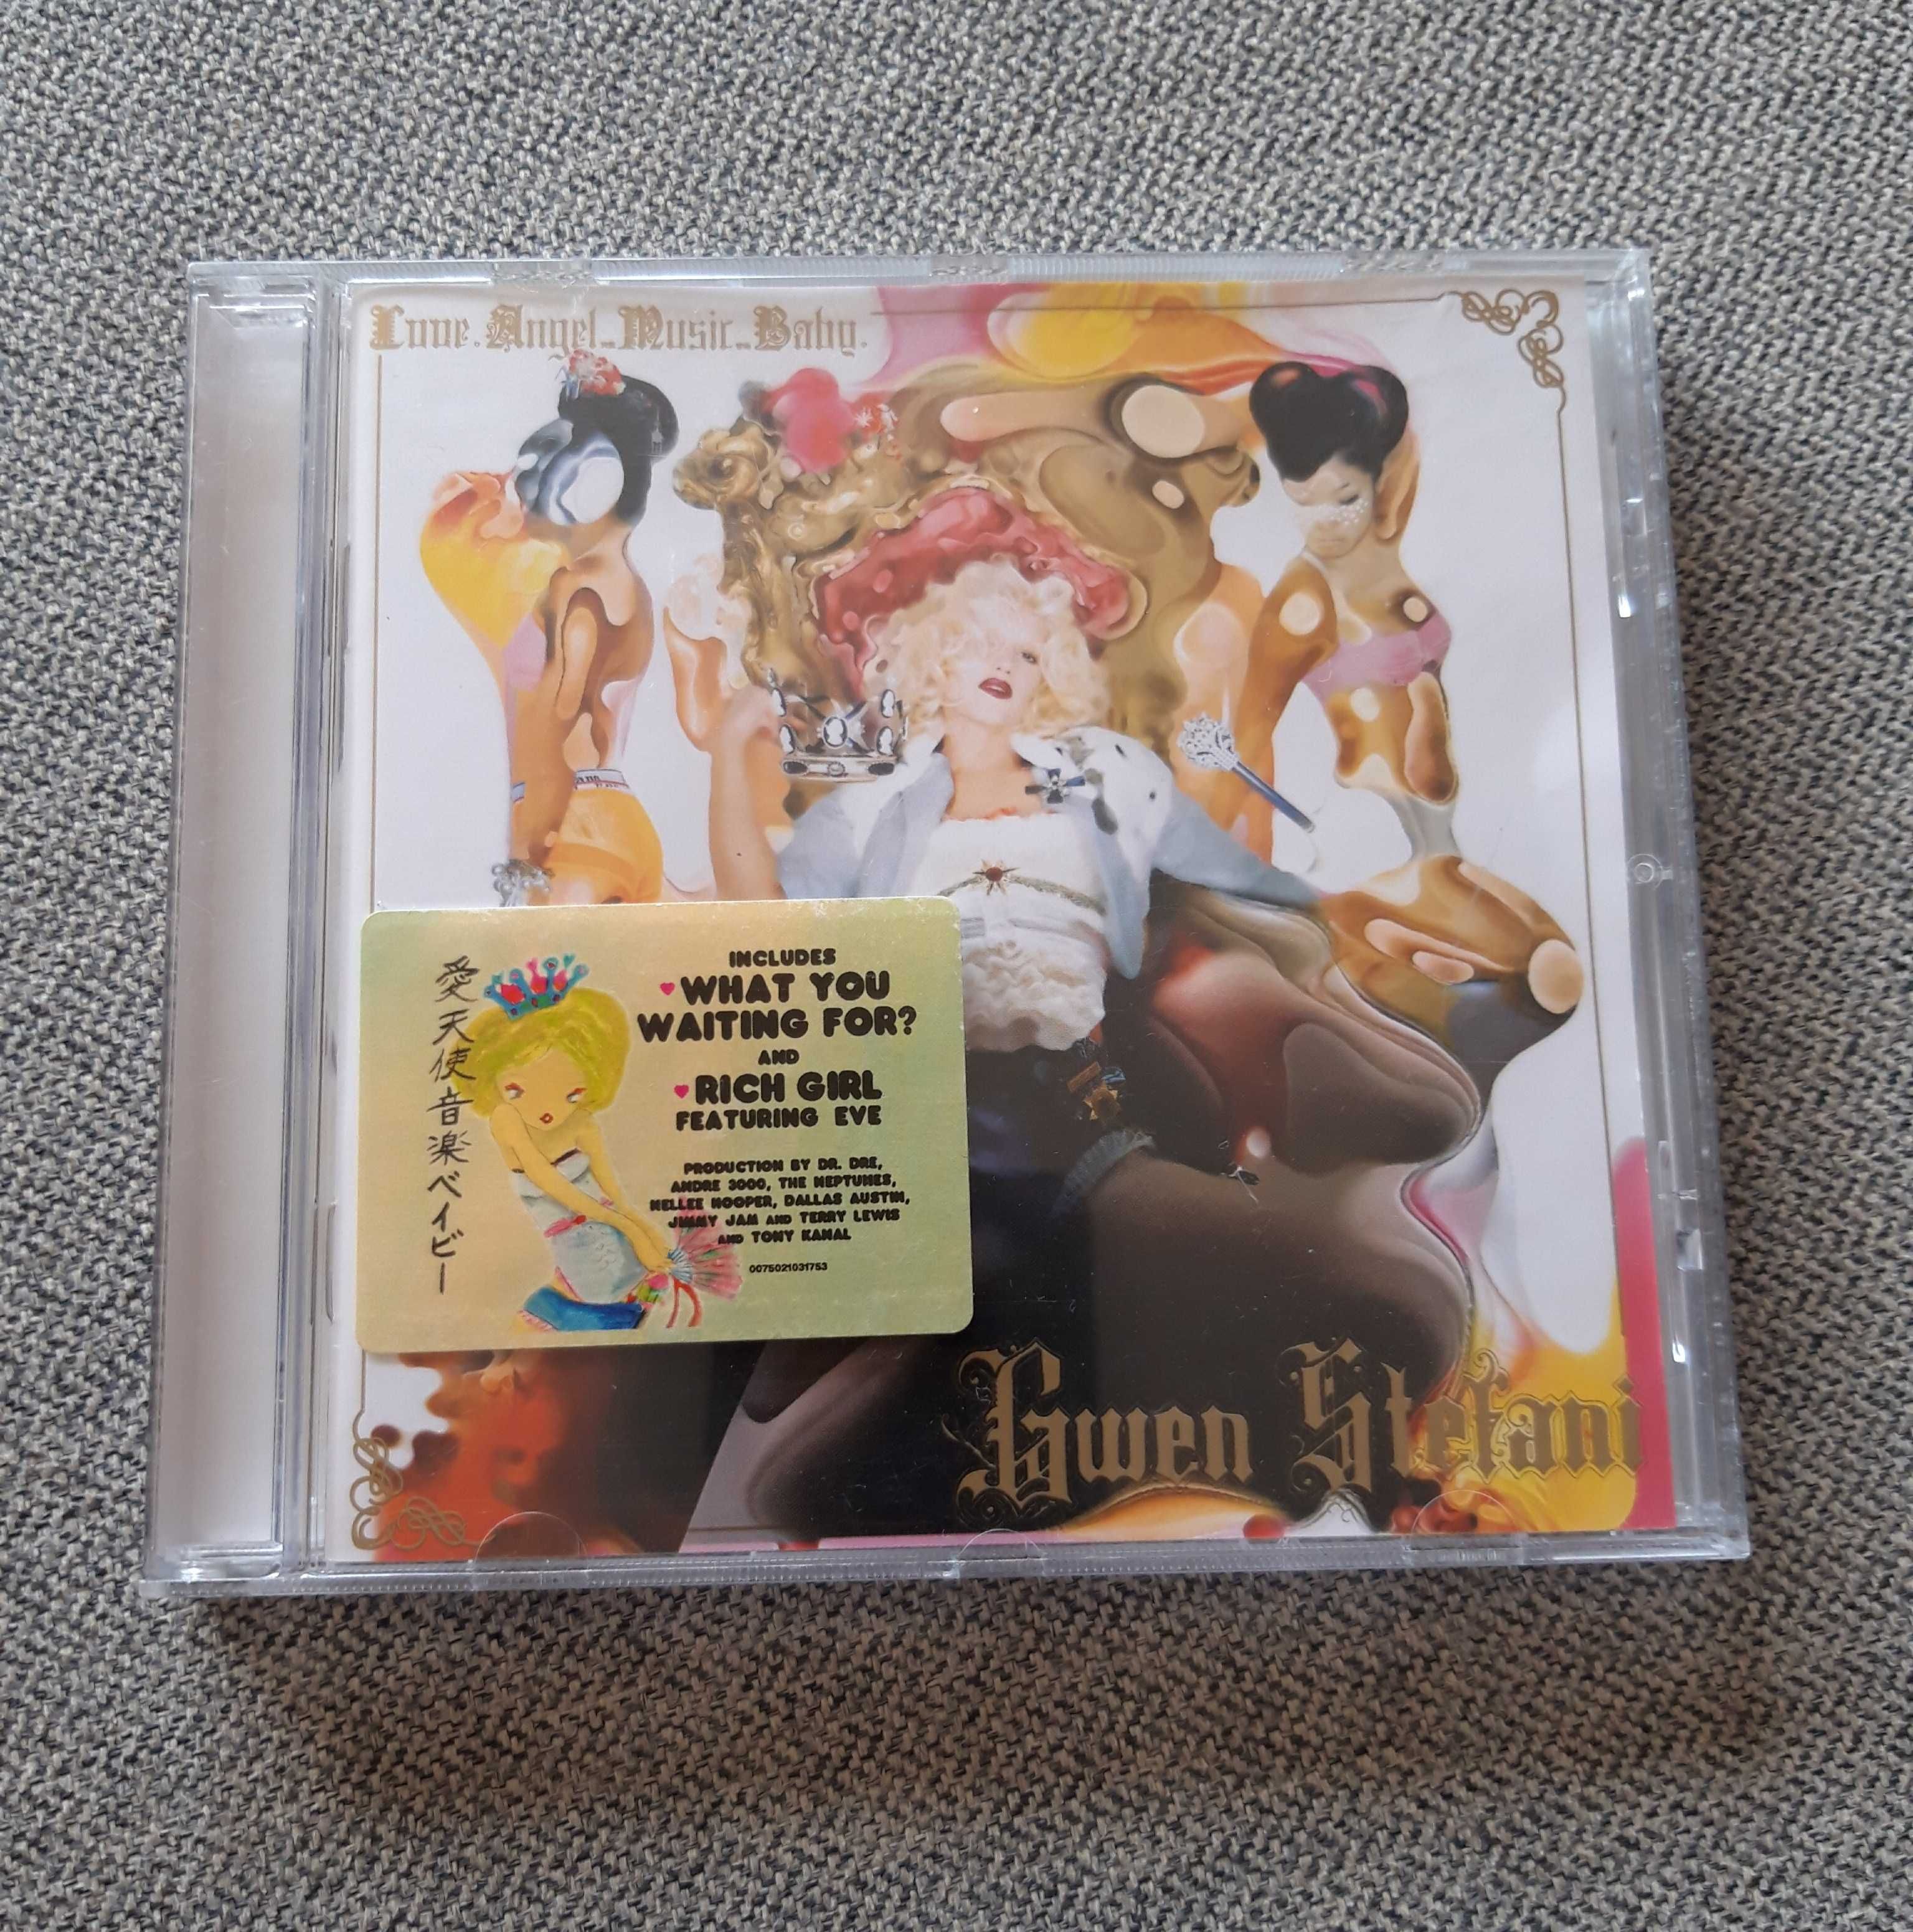 Love. Angel. Music. Baby.
愛天使音楽ベイビー
INCLUDES
WHAT YOU
WAITING FOR?
AND
RICH GIRL
FEATURING EVE
PRODUCTION BY DR. DRE,
ANDRE 3000, THE NEPTUNES,
NELLEE HOOPER, DALLAS AUSTIN,
JIMMY JAM AND TERRY LEWIS
AND TONY KANAL
0075021031753
Gwen Stefani